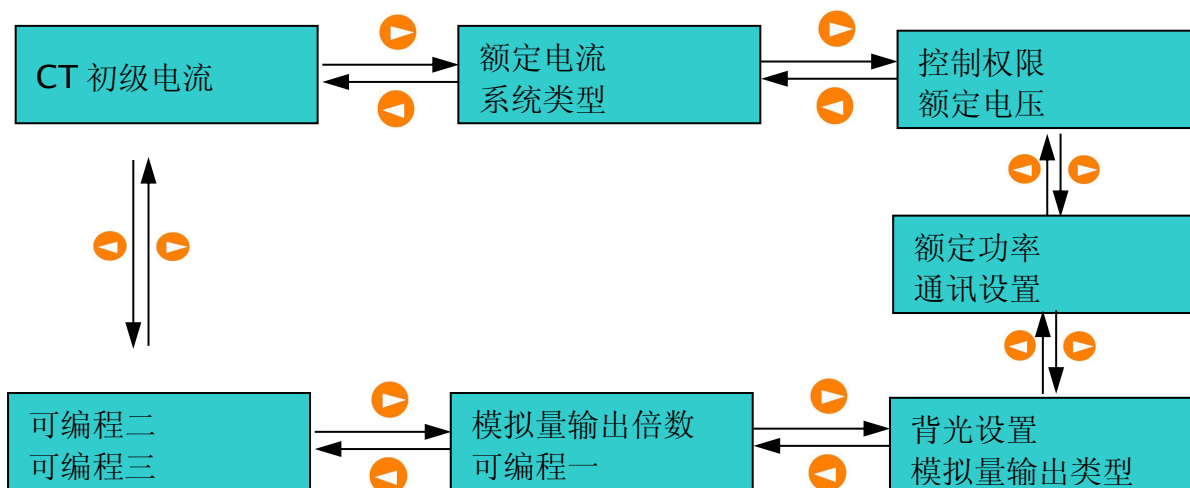 CT 初级电流
额定电流
系统类型
控制权限
额定电压
额定功率
通讯设置
可编程二
可编程三
模拟量输出倍数
可编程一
背光设置
模拟量输出类型